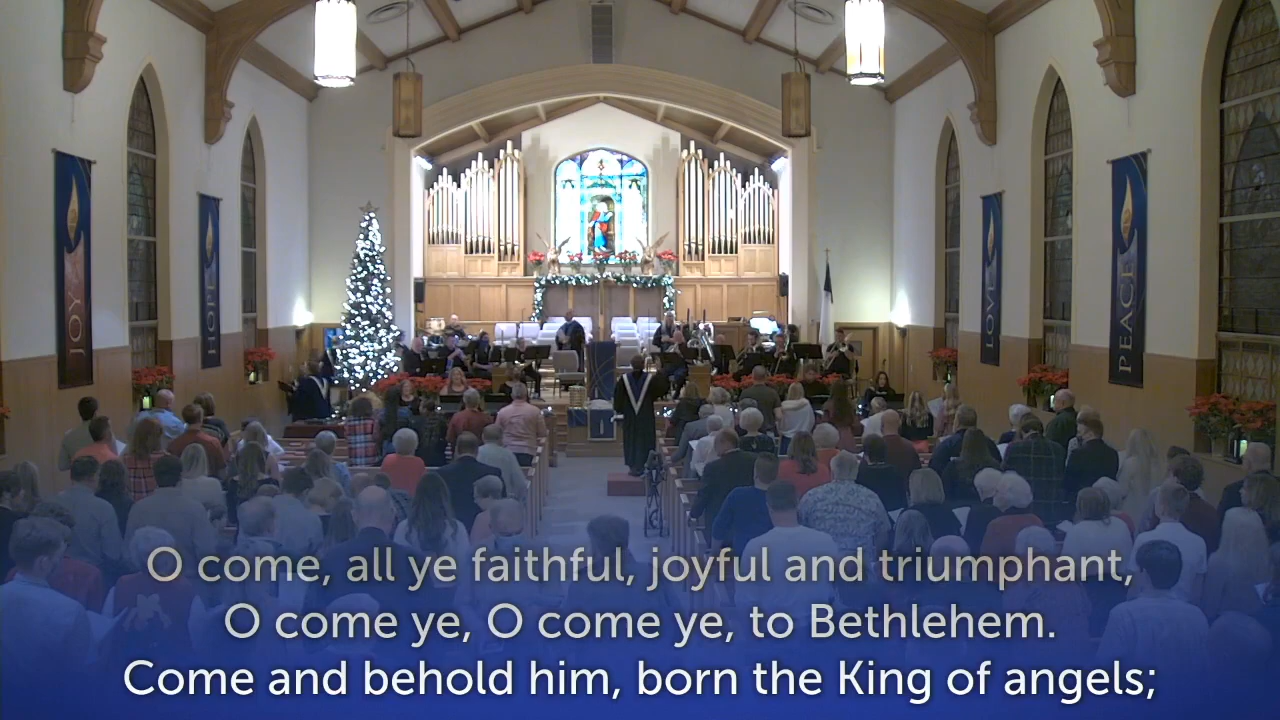 JOY
HOPE
LOVE
PEACE
O come, all ye faithful, joyful and triumphant,
O come ye, O come ye, to Bethlehem.
Come and behold him, born the King of angels;